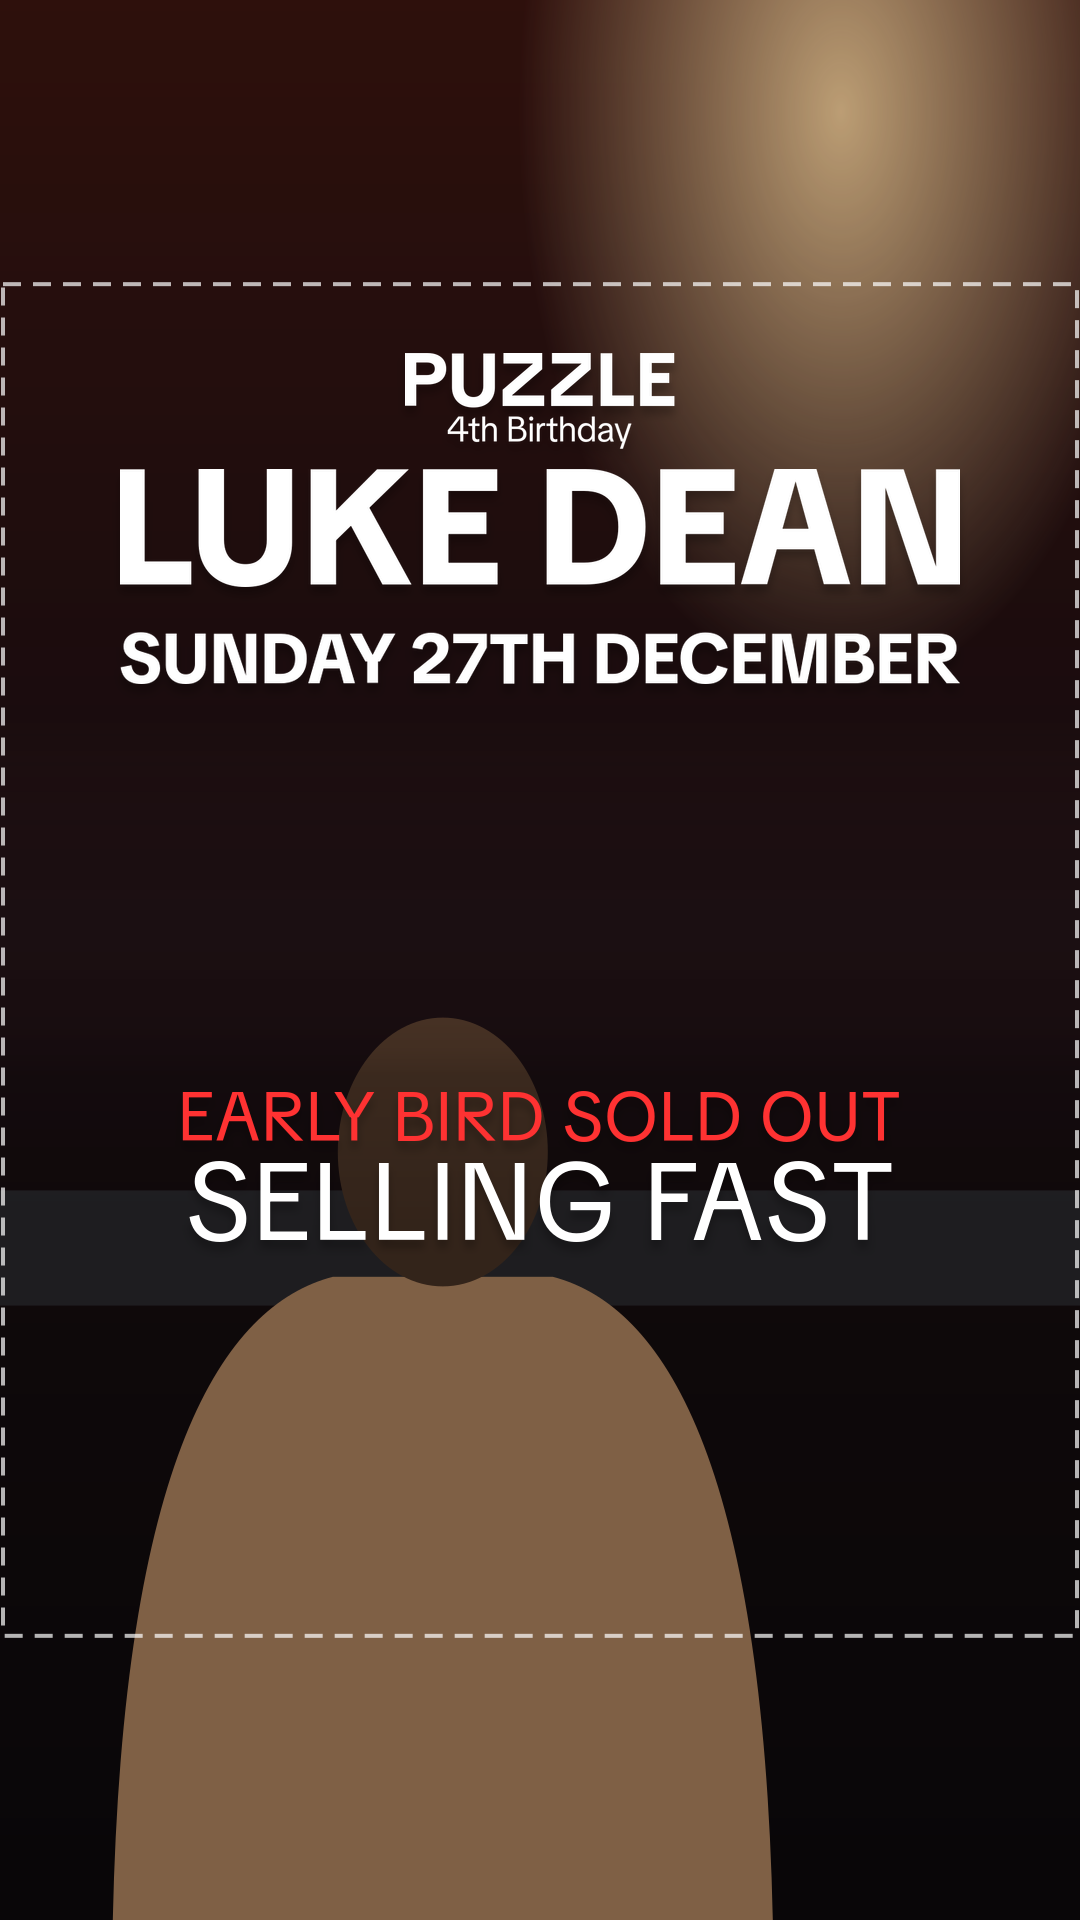 PUZZLE
4th Birthday
LUKE DEAN
SUNDAY 27TH DECEMBER
EARLY BIRD SOLD OUT
SELLING FAST